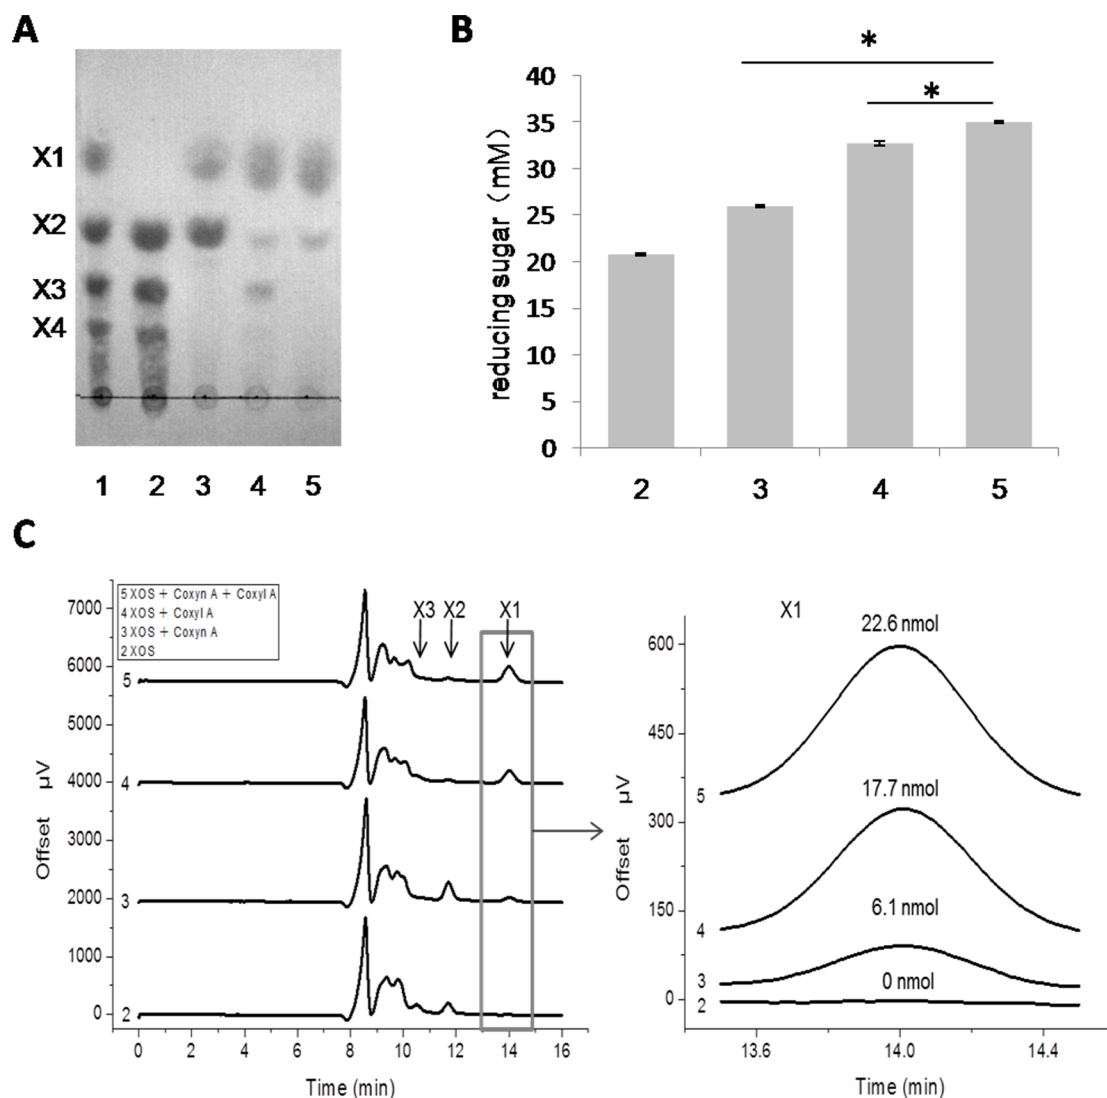 A
X1
X2
X3
X4
1 2 3 4 5
B
*
*
reducing sugar（mM）
40
35
30
25
20
15
10
5
0
2 3 4 5
C
5 XOS + Coxyn A + Coxyl A
4 XOS + Coxyl A
3 XOS + Coxyn A
2 XOS
Offset µV
7000
6000
5000
4000
3000
2000
1000
0
X3 X2 X1
5
4
3
2
0 2 4 6 8 10 12 14 16
Time (min)
X1
Offset µV
600
450
300
150
0
22.6 nmol
5
17.7 nmol
4
6.1 nmol
3
0 nmol
2
13.6 14.0 14.4
Time (min)